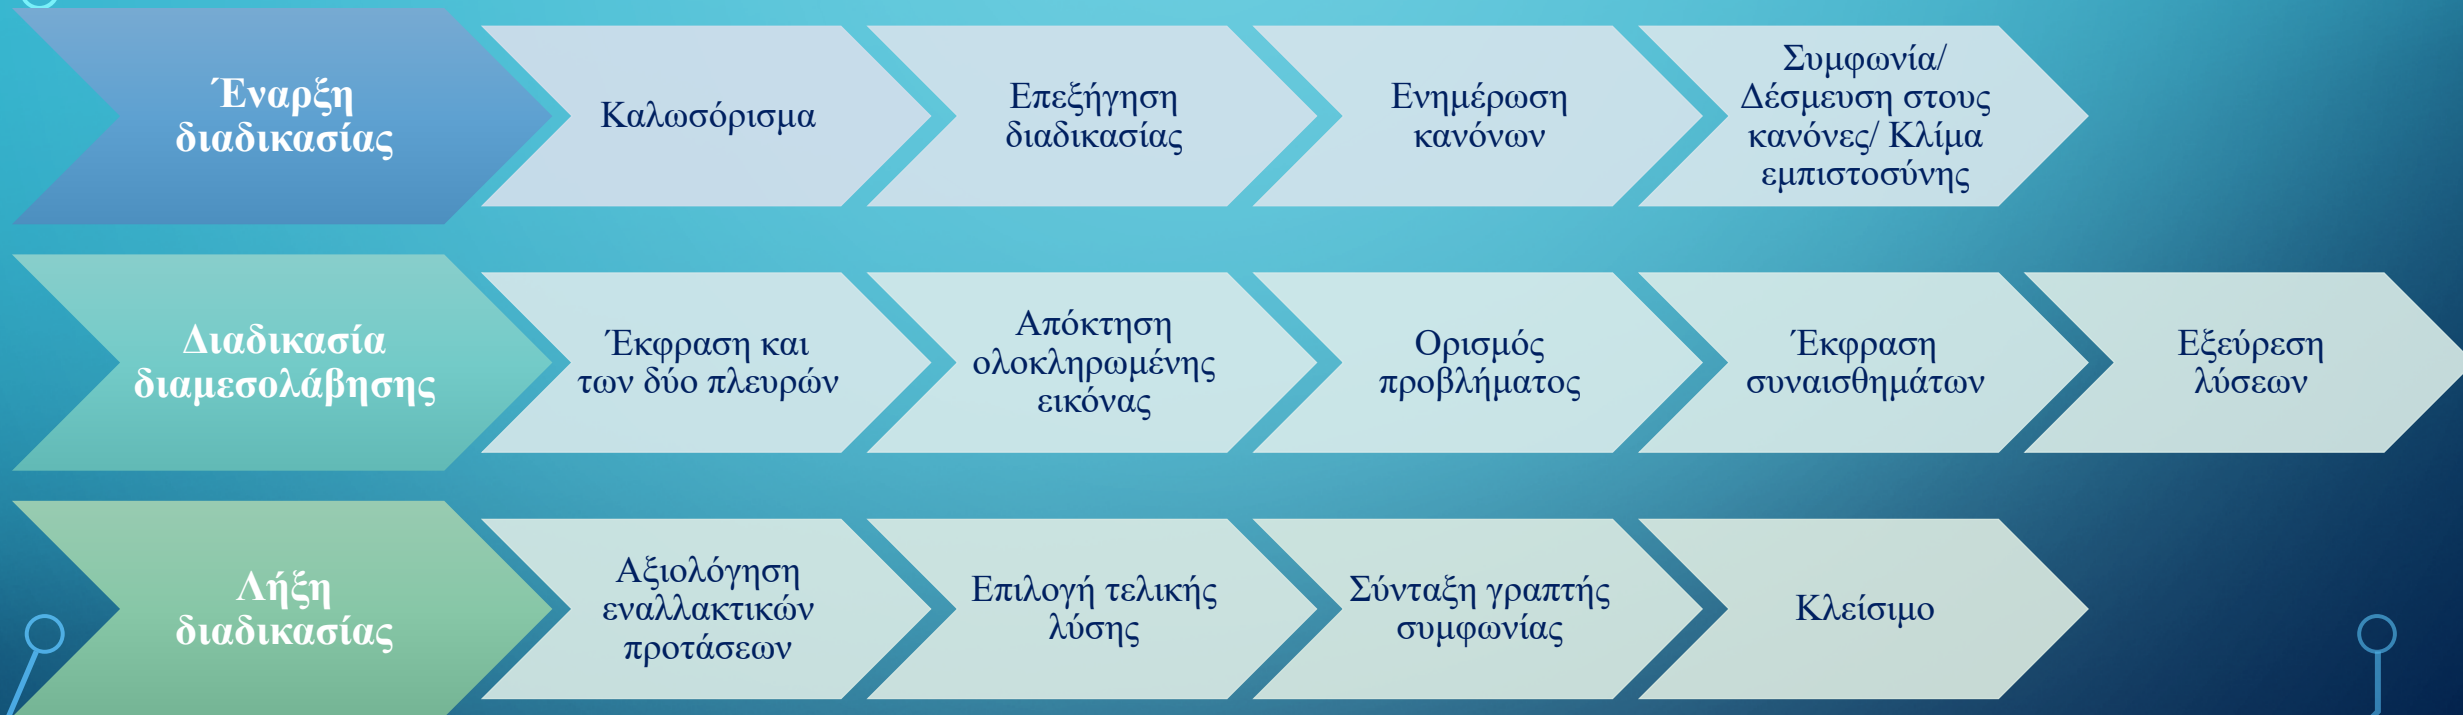 Έναρξη
διαδικασίας
Καλωσόρισμα
Επεξήγηση
διαδικασίας
Ενημέρωση
κανόνων
Συμφωνία/
Δέσμευση στους
κανόνες/ Κλίμα
εμπιστοσύνης
Διαδικασία
διαμεσολάβησης
Έκφραση και
των δύο πλευρών
Απόκτηση
ολοκληρωμένης
εικόνας
Ορισμός
προβλήματος
Έκφραση
συναισθημάτων
Εξεύρεση
λύσεων
Λήξη
διαδικασίας
Αξιολόγηση
εναλλακτικών
προτάσεων
Επιλογή τελικής
λύσης
Σύνταξη γραπτής
συμφωνίας
Κλείσιμο